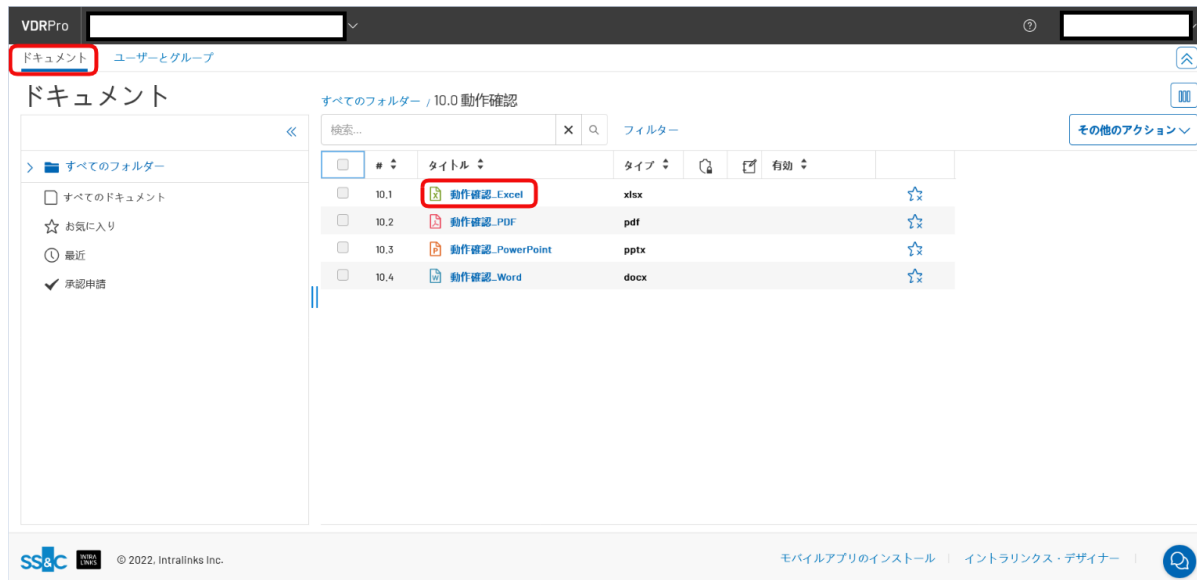 VDRPro
ドキュメント ユーザーとグループ
ドキュメント
すべてのフォルダー / 10.0 動作確認
検索... フィルター その他のアクション
すべてのフォルダー
すべてのドキュメント
お気に入り
最近
承認申請
# タイトル タイプ 有効
10.1 動作確認_Excel xlsx
10.2 動作確認_PDF pdf
10.3 動作確認_PowerPoint pptx
10.4 動作確認_Word docx
SS&C INTRALINKS © 2022, Intralinks Inc. モバイルアプリのインストール | イントラリンクス・デザイナー |